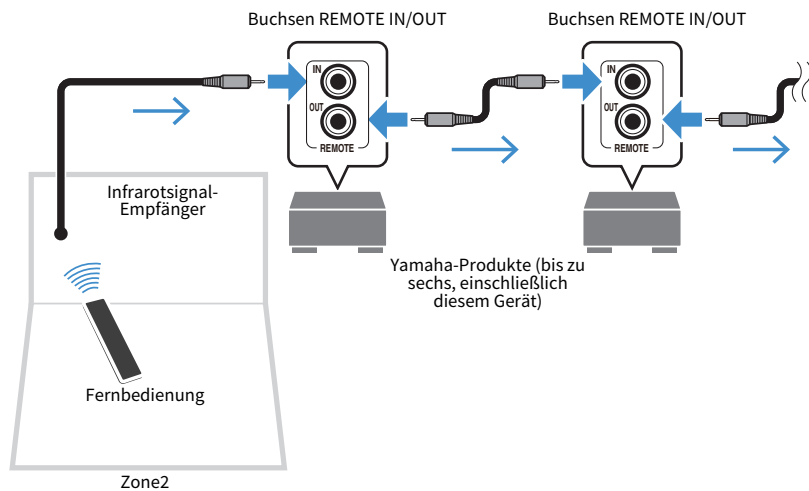 Buchsen REMOTE IN/OUT
Buchsen REMOTE IN/OUT
IN
OUT
REMOTE
IN
OUT
REMOTE
Infrarotsignal-
Empfänger
Yamaha-Produkte (bis zu
sechs, einschließlich
diesem Gerät)
Fernbedienung
Zone2